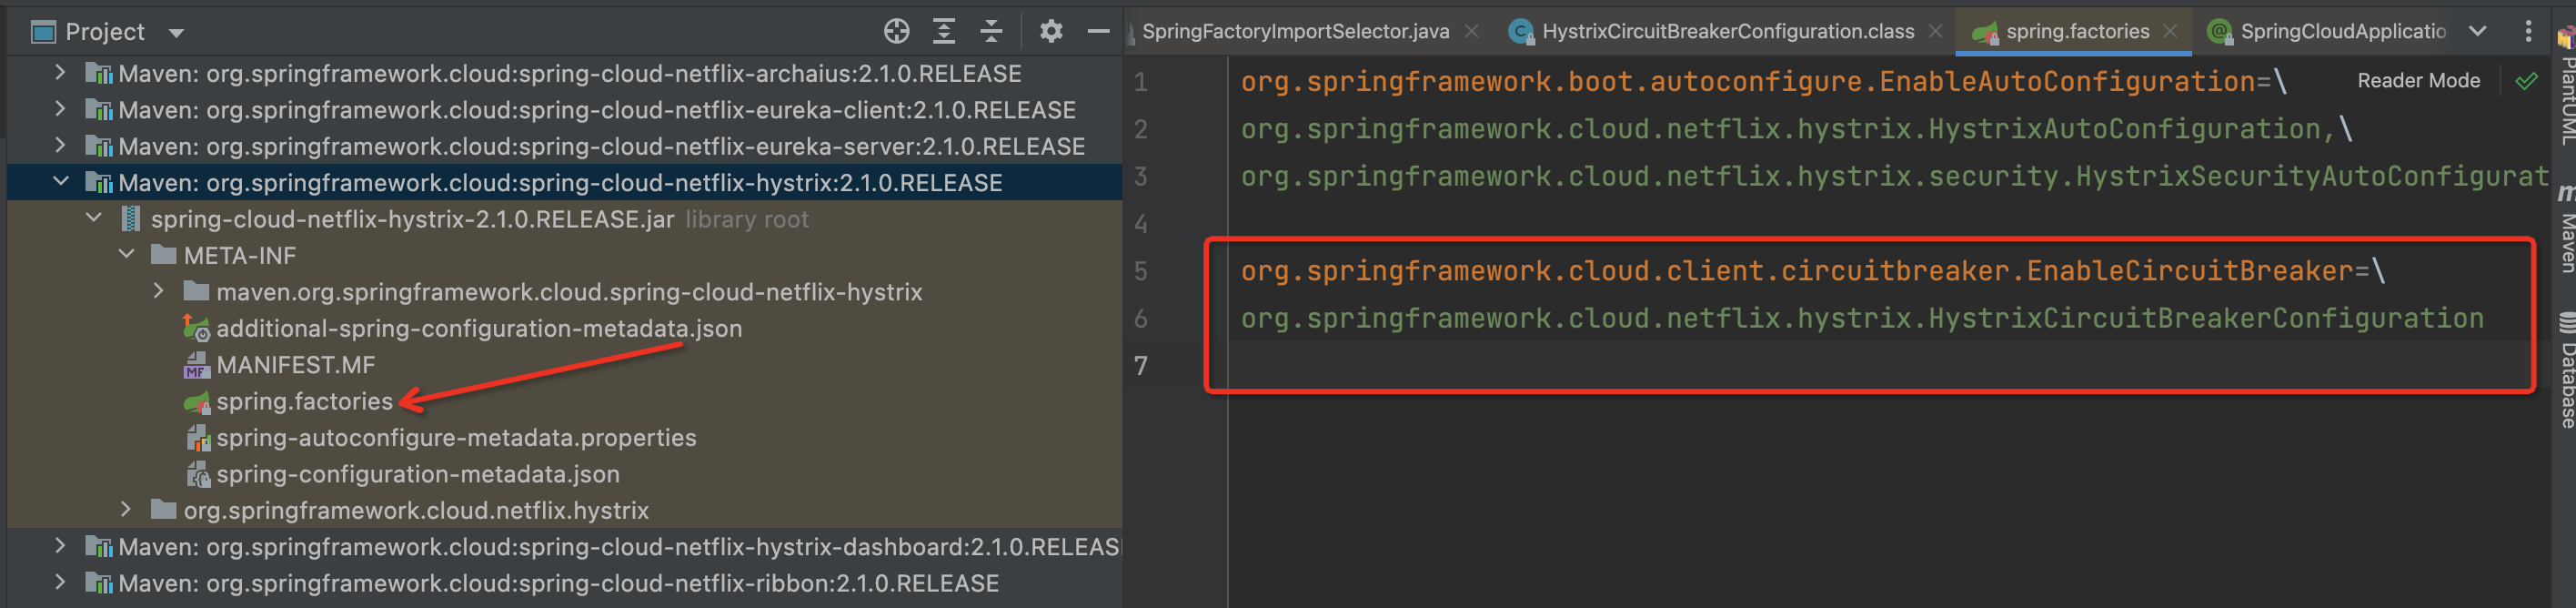 Project
Maven: org.springframework.cloud:spring-cloud-netflix-archaius:2.1.0.RELEASE
Maven: org.springframework.cloud:spring-cloud-netflix-eureka-client:2.1.0.RELEASE
Maven: org.springframework.cloud:spring-cloud-netflix-eureka-server:2.1.0.RELEASE
Maven: org.springframework.cloud:spring-cloud-netflix-hystrix:2.1.0.RELEASE
spring-cloud-netflix-hystrix-2.1.0.RELEASE.jar library root
META-INF
maven.org.springframework.cloud.spring-cloud-netflix-hystrix
additional-spring-configuration-metadata.json
MF MANIFEST.MF
spring.factories
spring-autoconfigure-metadata.properties
spring-configuration-metadata.json
org.springframework.cloud.netflix.hystrix
Maven: org.springframework.cloud:spring-cloud-netflix-hystrix-dashboard:2.1.0.RELEAS
Maven: org.springframework.cloud:spring-cloud-netflix-ribbon:2.1.0.RELEASE
SpringFactoryImportSelector.java C HystrixCircuitBreakerConfiguration.class spring.factories @ SpringCloudApplicatio
Reader Mode
1 org.springframework.boot.autoconfigure.EnableAutoConfiguration=\
2 org.springframework.cloud.netflix.hystrix.HystrixAutoConfiguration,\
3 org.springframework.cloud.netflix.hystrix.security.HystrixSecurityAutoConfigurat
4
5 org.springframework.cloud.client.circuitbreaker.EnableCircuitBreaker=\
6 org.springframework.cloud.netflix.hystrix.HystrixCircuitBreakerConfiguration
7
PlantUML
m Maven
Database